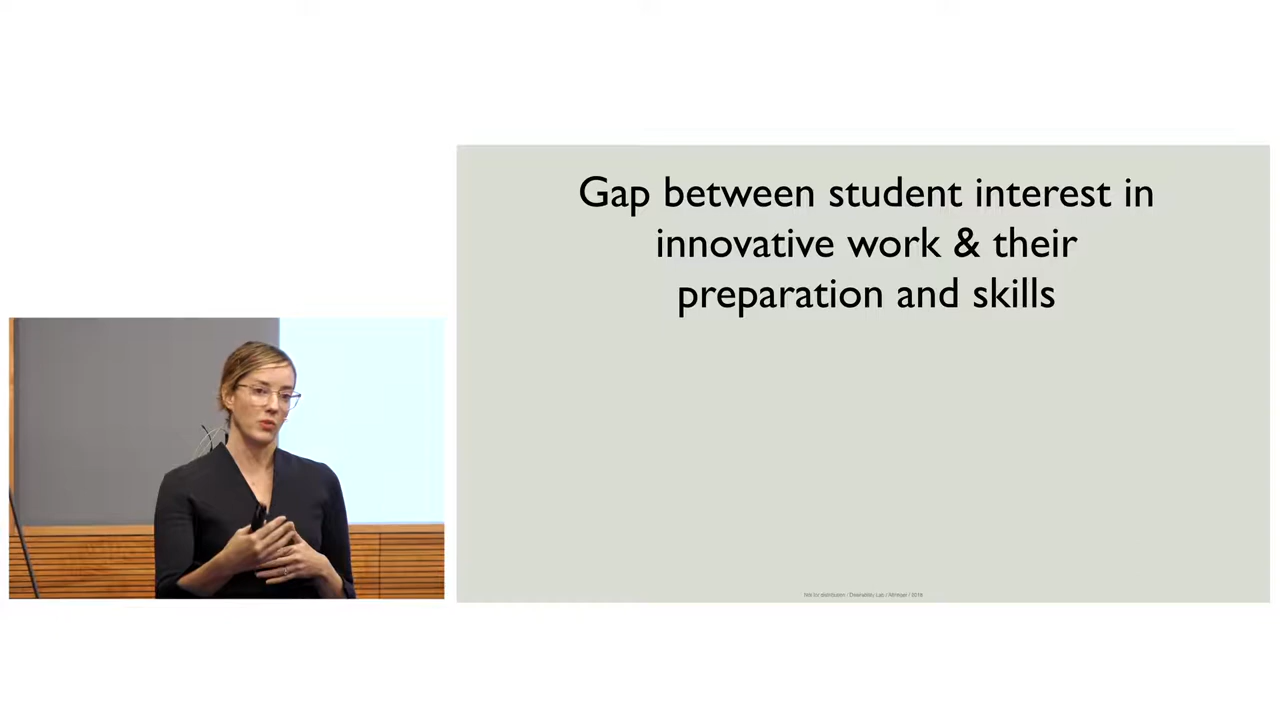 Gap between student interest in
innovative work & their
preparation and skills